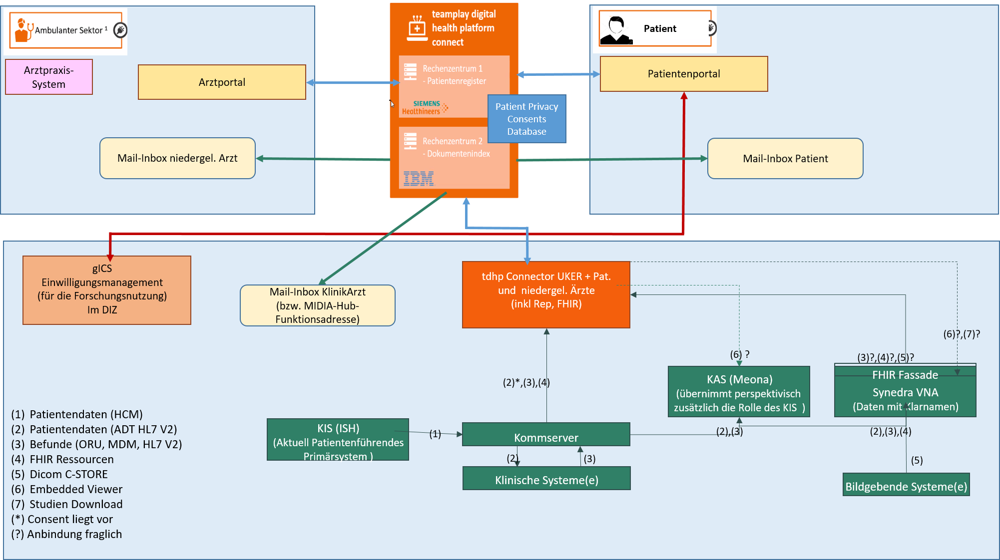 Ambulanter Sektor ¹
Arztpraxis-
System
Arztportal
Mail-Inbox niedergel. Arzt
teamplay digital
health platform
connect
Rechenzentrum 1
- Patientenregister
SIEMENS
Healthineers
Rechenzentrum 2
- Dokumentenindex
IBM
Patient Privacy
Consents
Database
Patient
Patientenportal
Mail-Inbox Patient
gICS
Einwilligungsmanagement
(für die Forschungsnutzung)
Im DIZ
Mail-Inbox KlinikArzt
(bzw. MIDIA-Hub-
Funktionsadresse)
tdhp Connector UKER + Pat.
und niedergel. Ärzte
(inkl Rep, FHIR)
(6)?,(7)?
(6) ?
(3)?,(4)?,(5)?
(2)*,(3),(4)
KAS (Meona)
(übernimmt perspektivisch
zusätzlich die Rolle des KIS )
FHIR Fassade
Synedra VNA
(Daten mit Klarnamen)
KIS (ISH)
(Aktuell Patientenführendes
Primärsystem )
(1)
Kommserver
(2),(3)
(2),(3),(4)
(2)
(3)
(5)
Klinische Systeme(e)
Bildgebende Systeme(e)
(1) Patientendaten (HCM)
(2) Patientendaten (ADT HL7 V2)
(3) Befunde (ORU, MDM, HL7 V2)
(4) FHIR Ressourcen
(5) Dicom C-STORE
(6) Embedded Viewer
(7) Studien Download
(*) Consent liegt vor
(?) Anbindung fraglich